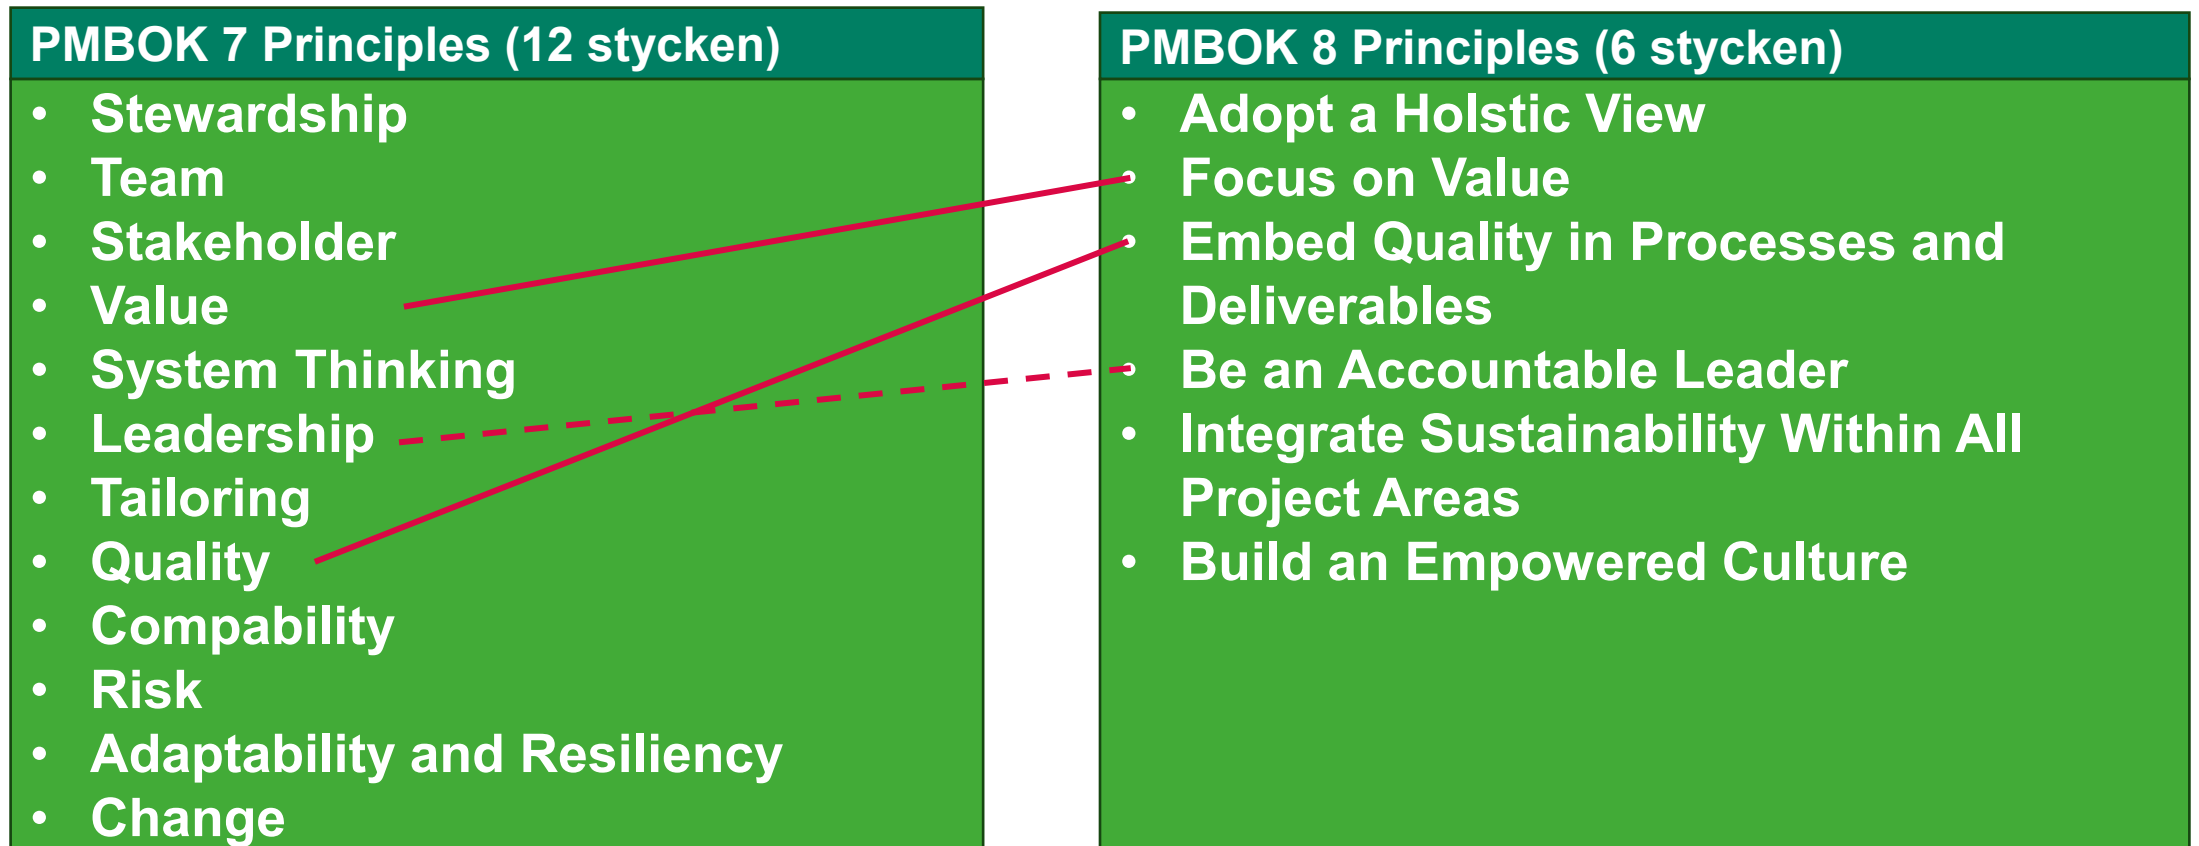 PMBOK 7 Principles (12 stycken)
• Stewardship
• Team
• Stakeholder
• Value
• System Thinking
• Leadership
• Tailoring
• Quality
• Compability
• Risk
• Adaptability and Resiliency
• Change
PMBOK 8 Principles (6 stycken)
• Adopt a Holstic View
• Focus on Value
• Embed Quality in Processes and
Deliverables
• Be an Accountable Leader
• Integrate Sustainability Within All
Project Areas
• Build an Empowered Culture